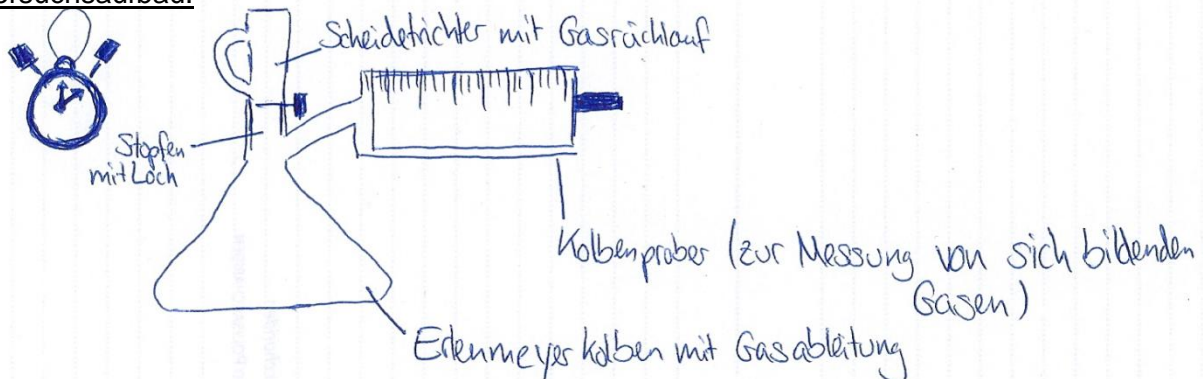 Scheidetrichter mit Gasrücklauf
Stopfen
mit Loch
Kolbenprober (zur Messung von sich bildenden
Gasen)
Erlenmeyerkolben mit Gasableitung